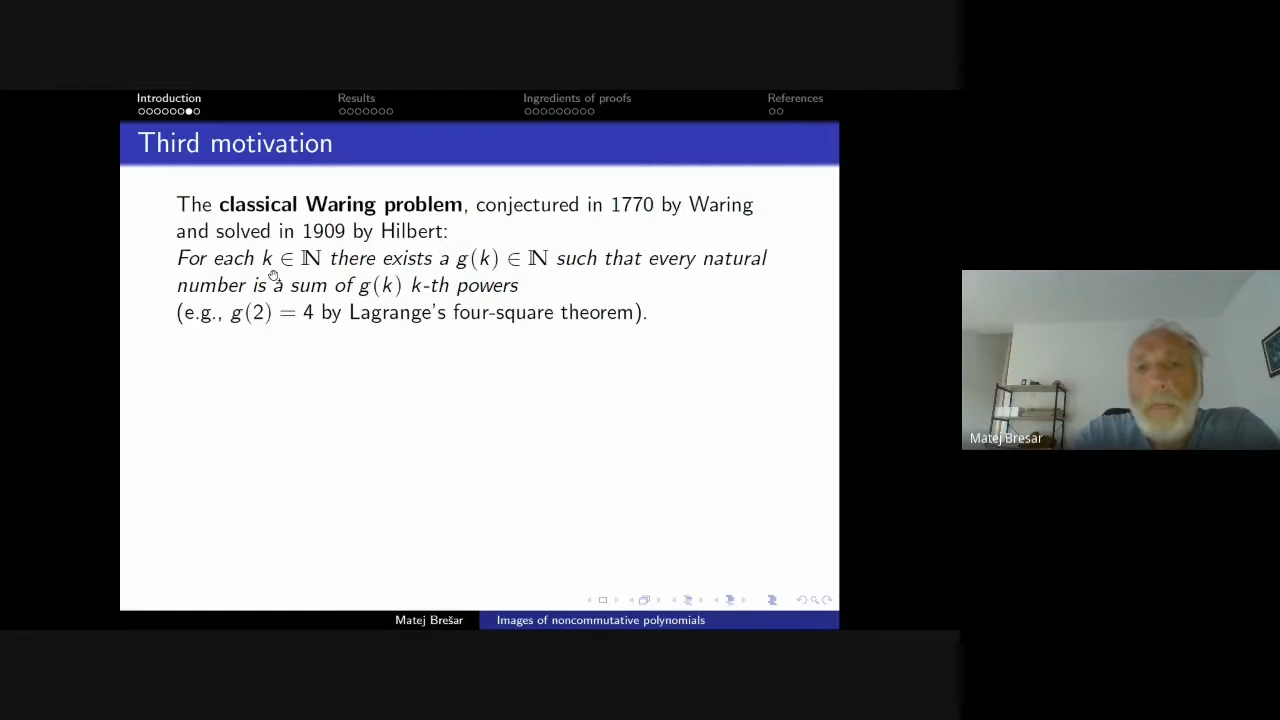 Introduction
Results
Ingredients of proofs
References
Third motivation
The classical Waring problem, conjectured in 1770 by Waring
and solved in 1909 by Hilbert:
For each k ∈ ℕ there exists a g(k) ∈ ℕ such that every natural
number is a sum of g(k) k-th powers
(e.g., g(2) = 4 by Lagrange's four-square theorem).
Matej Bresar
Matej Brešar
Images of noncommutative polynomials